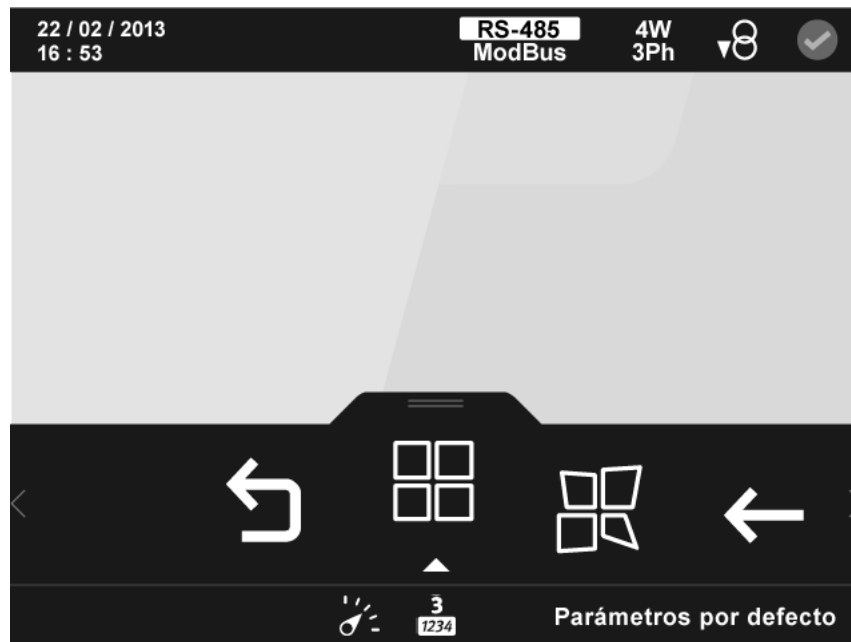 22 / 02 / 2013
16 : 53
RS-485
ModBus
4W
3Ph
3
1234
Parámetros por defecto